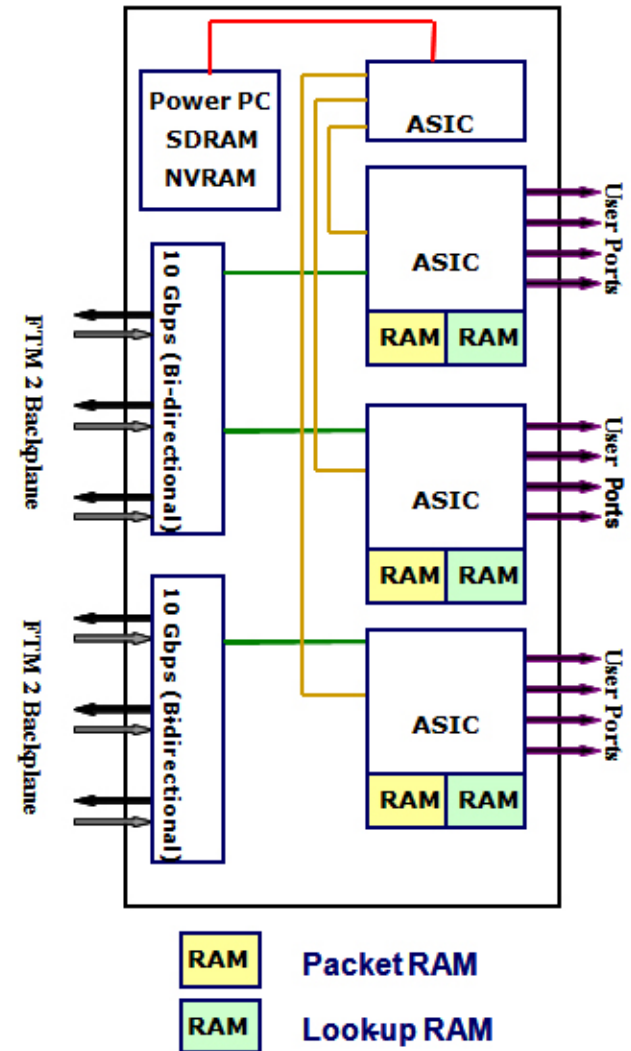 Power PC
SDRAM
NVRAM
ASIC
10 Gbps (Bi-directional)
FTM 2 Backplane
ASIC
RAM RAM
User Ports
ASIC
RAM RAM
User Ports
10 Gbps (Bidirectional)
FTM 2 Backplane
ASIC
RAM RAM
User Ports
RAM Packet RAM
RAM Lookup RAM